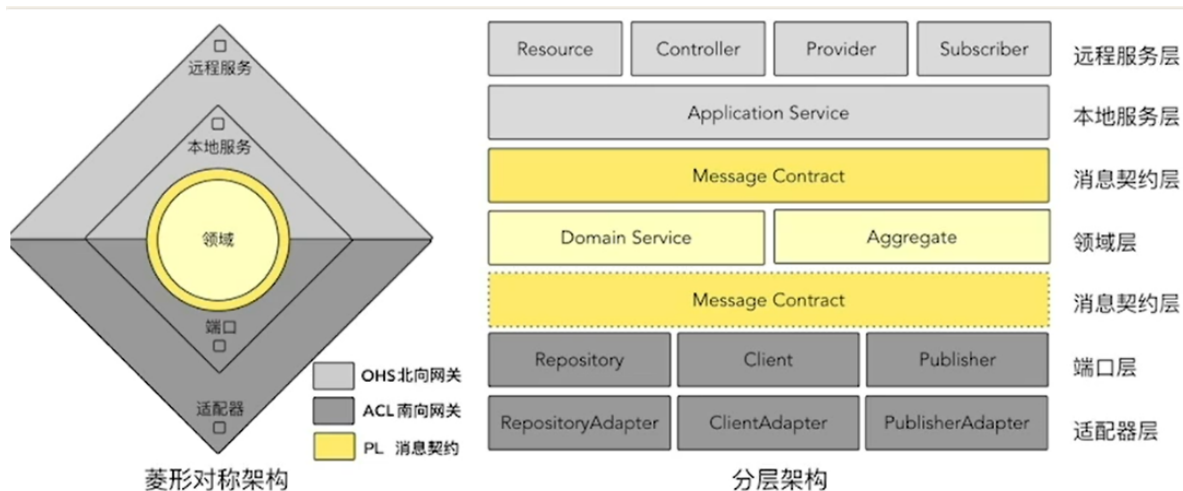 远程服务
本地服务
领域
端口
适配器
OHS北向网关
ACL南向网关
PL 消息契约
菱形对称架构
Resource Controller Provider Subscriber 远程服务层
Application Service 本地服务层
Message Contract 消息契约层
Domain Service Aggregate 领域层
Message Contract 消息契约层
Repository Client Publisher 端口层
RepositoryAdapter ClientAdapter PublisherAdapter 适配器层
分层架构